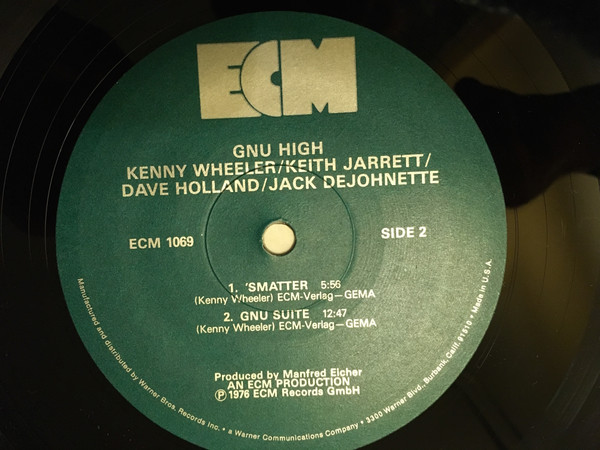 ECM
GNU HIGH
KENNY WHEELER/KEITH JARRETT/
DAVE HOLLAND/JACK DEJOHNETTE
ECM 1069
SIDE 2
1. 'SMATTER 5:56
(Kenny Wheeler) ECM-Verlag—GEMA
2. GNU SUITE 12:47
(Kenny Wheeler) ECM-Verlag—GEMA
Produced by Manfred Eicher
AN ECM PRODUCTION
Ⓟ 1976 ECM Records GmbH
Manufactured and distributed by Warner Bros. Records Inc. • a Warner Communications Company • 3300 Warner Blvd., Burbank, Calif. 91510 • Made in U.S.A.